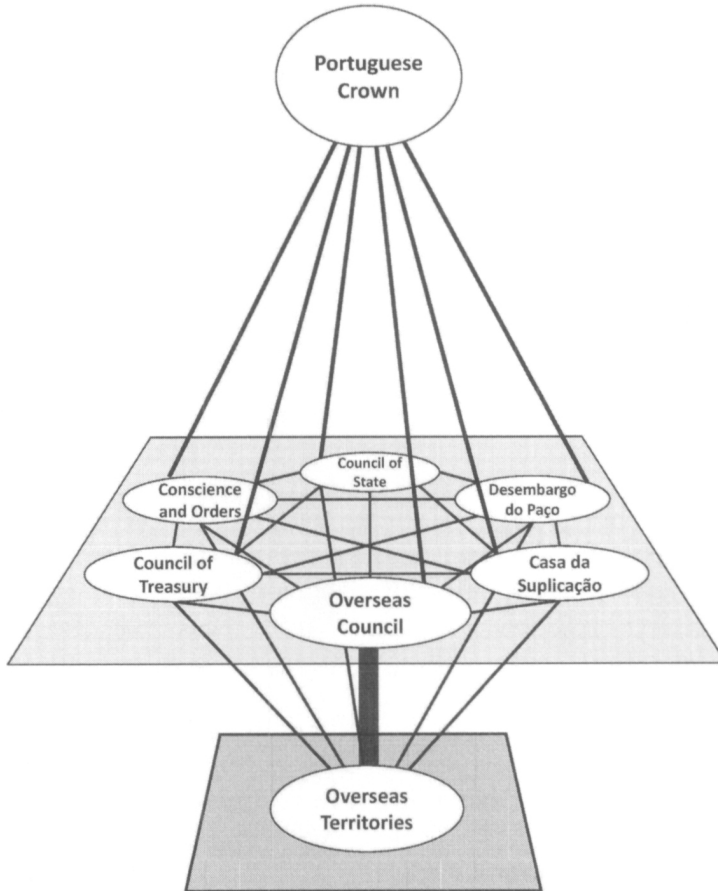 Portuguese
Crown
Council of
State
Conscience
and Orders
Desembargo
do Paço
Council of
Treasury
Casa da
Suplicação
Overseas
Council
Overseas
Territories